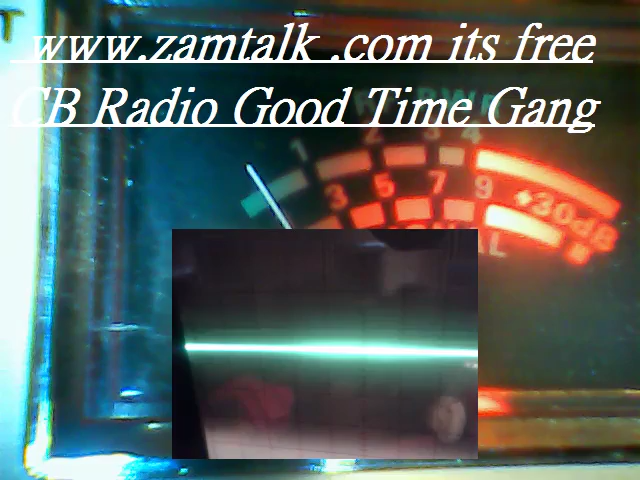 T
www.zamtalk .com its free
CB Radio Good Time Gang
1 2 3 4
3 5 7 9 +30dB